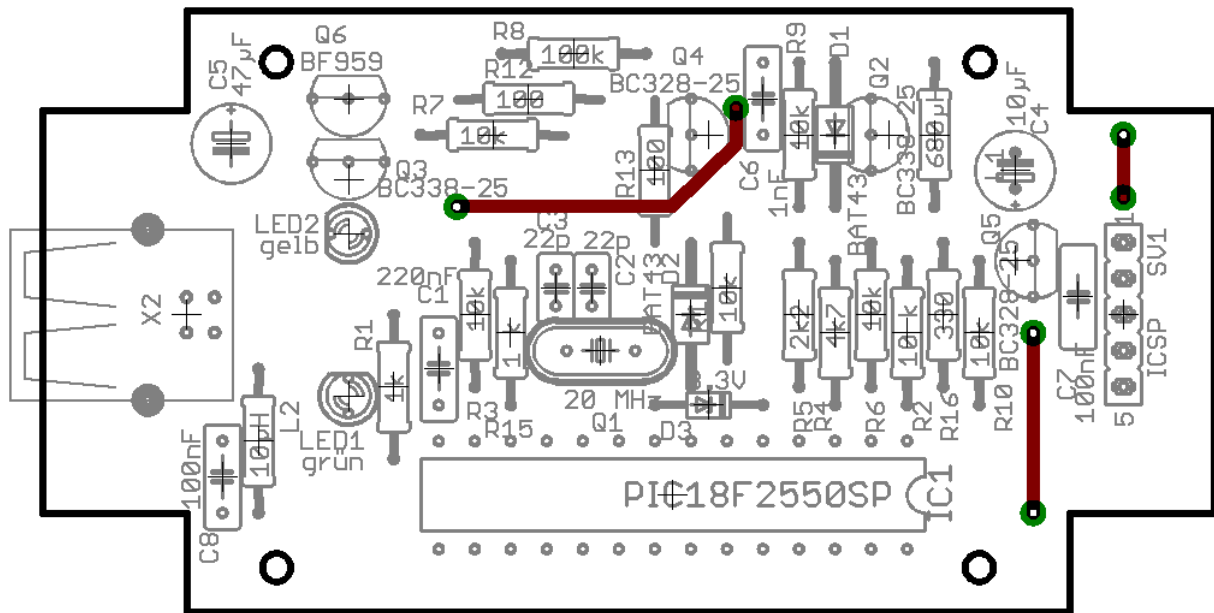 R8
100k
Q6
BF959
C5
47µF
R12
100
R7
10k
Q4
BC328-25
R9
10k
D1
BAT43
Q2
BC338-25
680µH
10µF
C4
1
Q3
BC338-25
R13
C6
1nF
LED2
gelb
C3
22p
22p
C2
BAT43
D2
10k
Q5
BC328-25
1
SV1
ICSP
5
X2
220nF
C1
R1
1k
10k
R3
1k
R15
20 MHz
Q1
3.3V
D3
2k2
R5
4k7
R4
10k
R6
10k
R2
330
R16
10k
R10
C7
100nF
LED1
grün
10µH
L2
100nF
C8
PIC18F2550SP
IC1